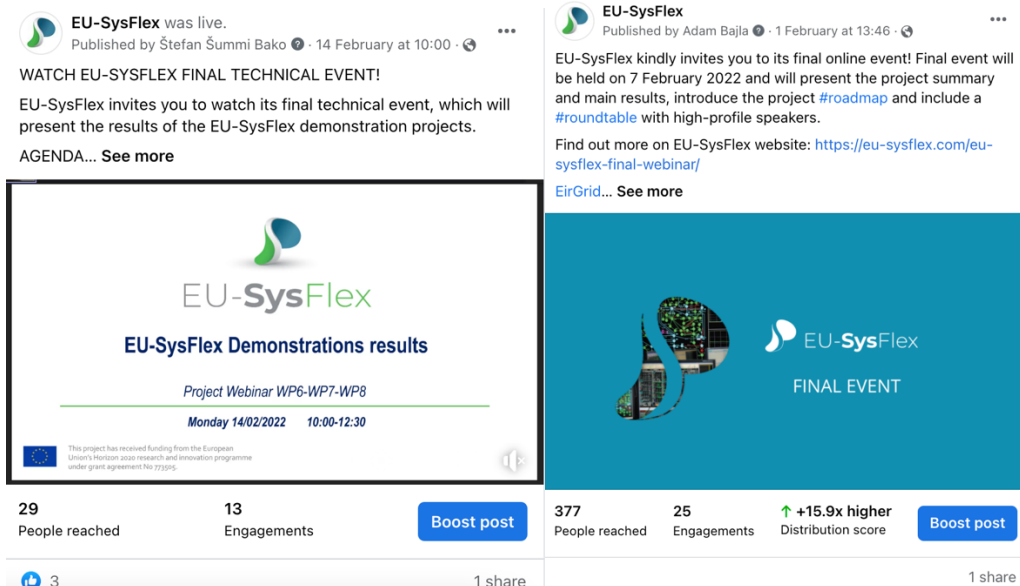 EU-SysFlex was live.
Published by Štefan Šummi Bako · 14 February at 10:00 ·
WATCH EU-SYSFLEX FINAL TECHNICAL EVENT!
EU-SysFlex invites you to watch its final technical event, which will
present the results of the EU-SysFlex demonstration projects.
AGENDA... See more
EU-SysFlex
EU-SysFlex Demonstrations results
Project Webinar WP6-WP7-WP8
Monday 14/02/2022 10:00-12:30
This project has received funding from the European
Union's Horizon 2020 research and innovation programme
under grant agreement No 773505.
29
People reached
13
Engagements
Boost post
3
1 share
EU-SysFlex
Published by Adam Bajla · 1 February at 13:46 ·
EU-SysFlex kindly invites you to its final online event! Final event will
be held on 7 February 2022 and will present the project summary
and main results, introduce the project #roadmap and include a
#roundtable with high-profile speakers.
Find out more on EU-SysFlex website: https://eu-sysflex.com/eu-
sysflex-final-webinar/
EirGrid... See more
EU-SysFlex
FINAL EVENT
377
People reached
25
Engagements
+15.9x higher
Distribution score
Boost post
1 share